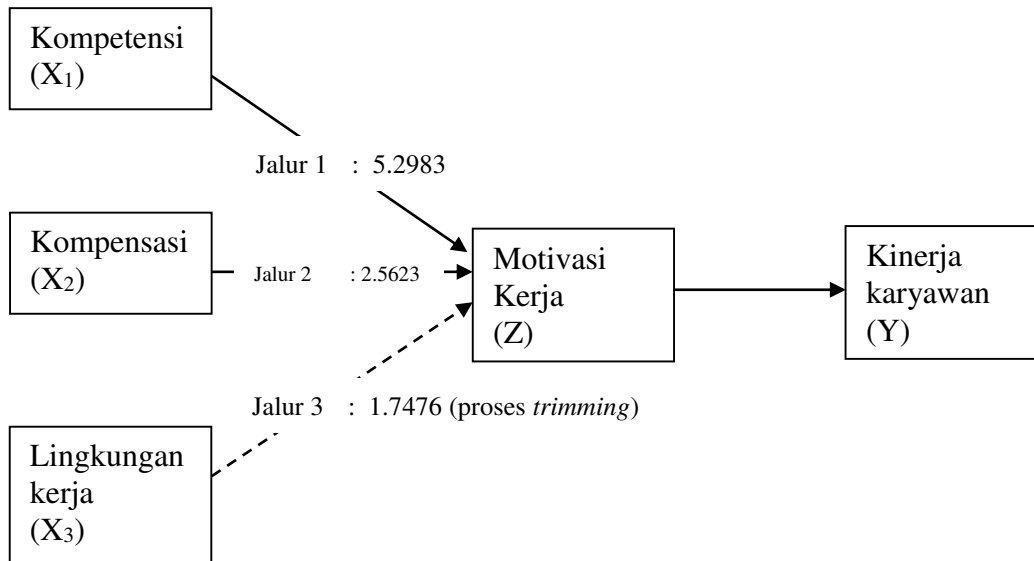 Kompetensi
(X₁)
Jalur 1 : 5.2983
Kompensasi
(X₂)
Jalur 2 : 2.5623
Motivasi
Kerja
(Z)
Kinerja
karyawan
(Y)
Jalur 3 : 1.7476 (proses trimming)
Lingkungan
kerja
(X₃)